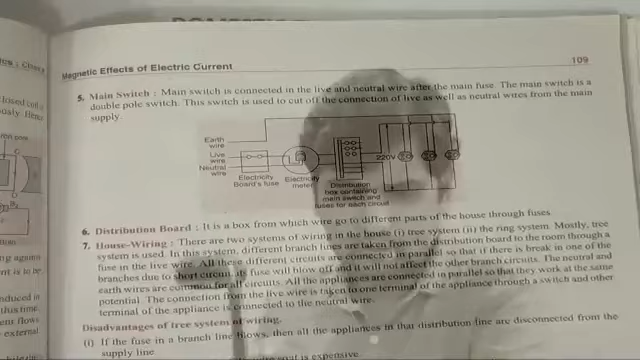 Magnetic Effects of Electric Current
109
5. Main Switch : Main switch is connected in the live and neutral wire after the main fuse. The main switch is a
double pole switch. This switch is used to cut off the connection of live as well as neutral wires from the main
supply.
Earth
wire
Live
wire
Neutral
wire
Electricity
Board's fuse
Electricity
meter
Distribution
box containing
main switch and
fuses for each circuit
220V
6. Distribution Board : It is a box from which wire go to different parts of the house through fuses
7. House-Wiring : There are two systems of wiring in the house (i) tree system (ii) the ring system. Mostly, tree
system is used. In this system, different branch lines are taken from the distribution board to the room through a
fuse in the live wire. All these different circuits are connected in parallel so that if there is break in one of the
branches due to short circuit, its fuse will blow off and it will not affect the other branch circuits. The neutral and
earth wires are common for all circuits. All the appliances are connected in parallel so that they work at the same
potential. The connection from the live wire is taken to one terminal of the appliance through a switch and other
terminal of the appliance is connected to the neutral wire.
Disadvantages of tree system of wiring.
(i) If the fuse in a branch line blows, then all the appliances in that distribution line are disconnected from the
supply line
is expensive.